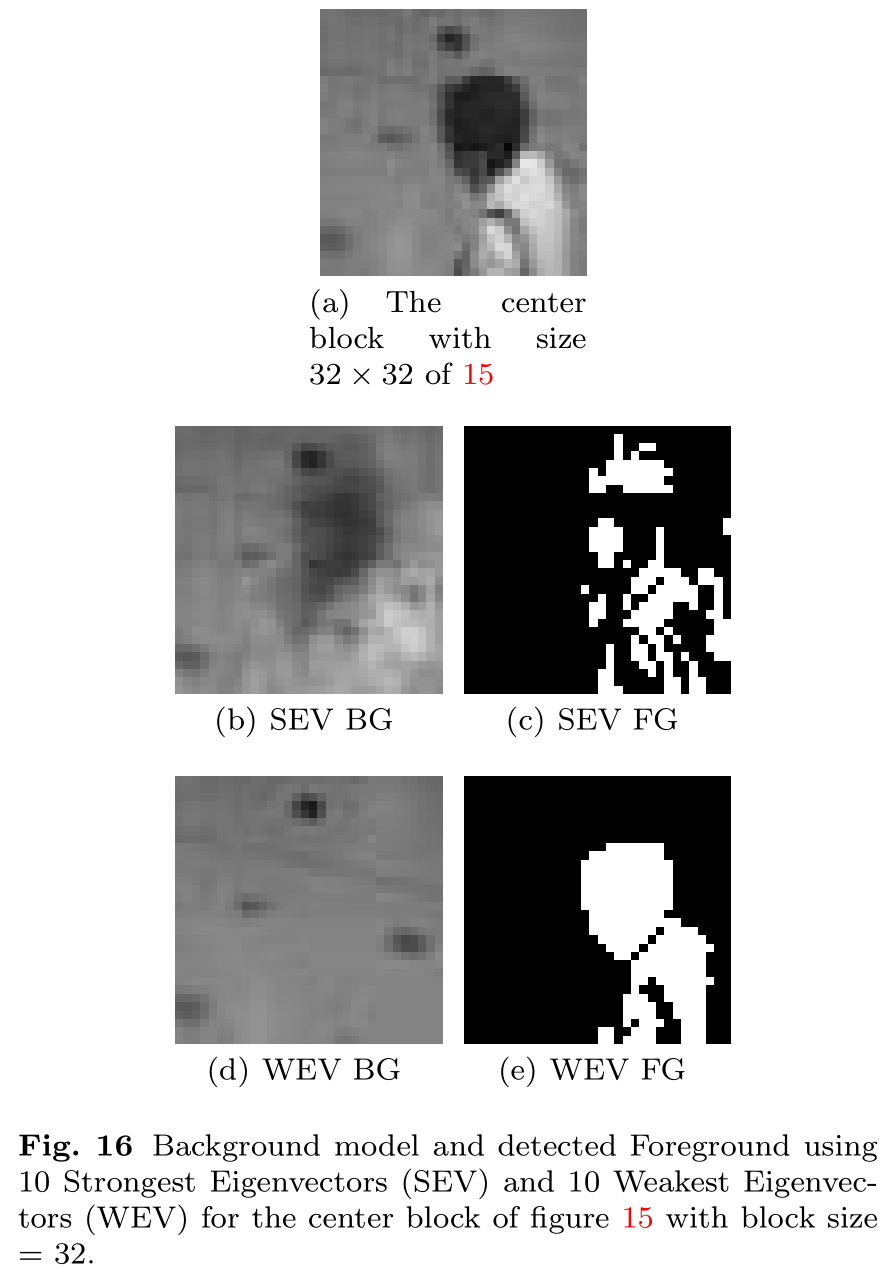 (a) The center
block with size
32 × 32 of 15
(b) SEV BG
(c) SEV FG
(d) WEV BG
(e) WEV FG
Fig. 16 Background model and detected Foreground using
10 Strongest Eigenvectors (SEV) and 10 Weakest Eigenvec-
tors (WEV) for the center block of figure 15 with block size
= 32.